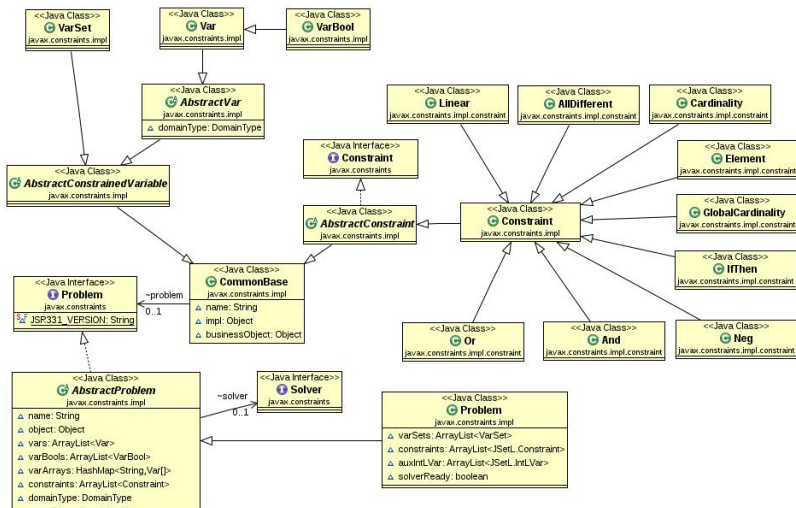 <<Java Class>>
VarSet
javax.constraints.impl
<<Java Class>>
Var
javax.constraints.impl
<<Java Class>>
VarBool
javax.constraints.impl
<<Java Class>>
AbstractVar
javax.constraints.impl
domainType: DomainType
<<Java Class>>
Linear
javax.constraints.impl.constraint
<<Java Class>>
AllDifferent
javax.constraints.impl.constraint
<<Java Class>>
Cardinality
javax.constraints.impl.constraint
<<Java Interface>>
Constraint
javax.constraints
<<Java Class>>
Element
javax.constraints.impl.constraint
<<Java Class>>
AbstractConstrainedVariable
javax.constraints.impl
<<Java Class>>
AbstractConstraint
javax.constraints.impl
<<Java Class>>
Constraint
javax.constraints.impl
<<Java Class>>
GlobalCardinality
javax.constraints.impl.constraint
<<Java Class>>
IfThen
javax.constraints.impl.constraint
<<Java Interface>>
Problem
javax.constraints
JSR331_VERSION: String
~problem
0..1
<<Java Class>>
CommonBase
javax.constraints.impl
name: String
impl: Object
businessObject: Object
<<Java Class>>
Or
javax.constraints.impl.constraint
<<Java Class>>
And
javax.constraints.impl.constraint
<<Java Class>>
Neg
javax.constraints.impl.constraint
<<Java Class>>
AbstractProblem
javax.constraints.impl
name: String
object: Object
vars: ArrayList<Var>
varBools: ArrayList<VarBool>
varArrays: HashMap<String,Var[]>
constraints: ArrayList<Constraint>
domainType: DomainType
~solver
0..1
<<Java Interface>>
Solver
javax.constraints
<<Java Class>>
Problem
javax.constraints.impl
varSets: ArrayList<VarSet>
constraints: ArrayList<JSetL.Constraint>
auxIntLVar: ArrayList<JSetL.IntLVar>
solverReady: boolean